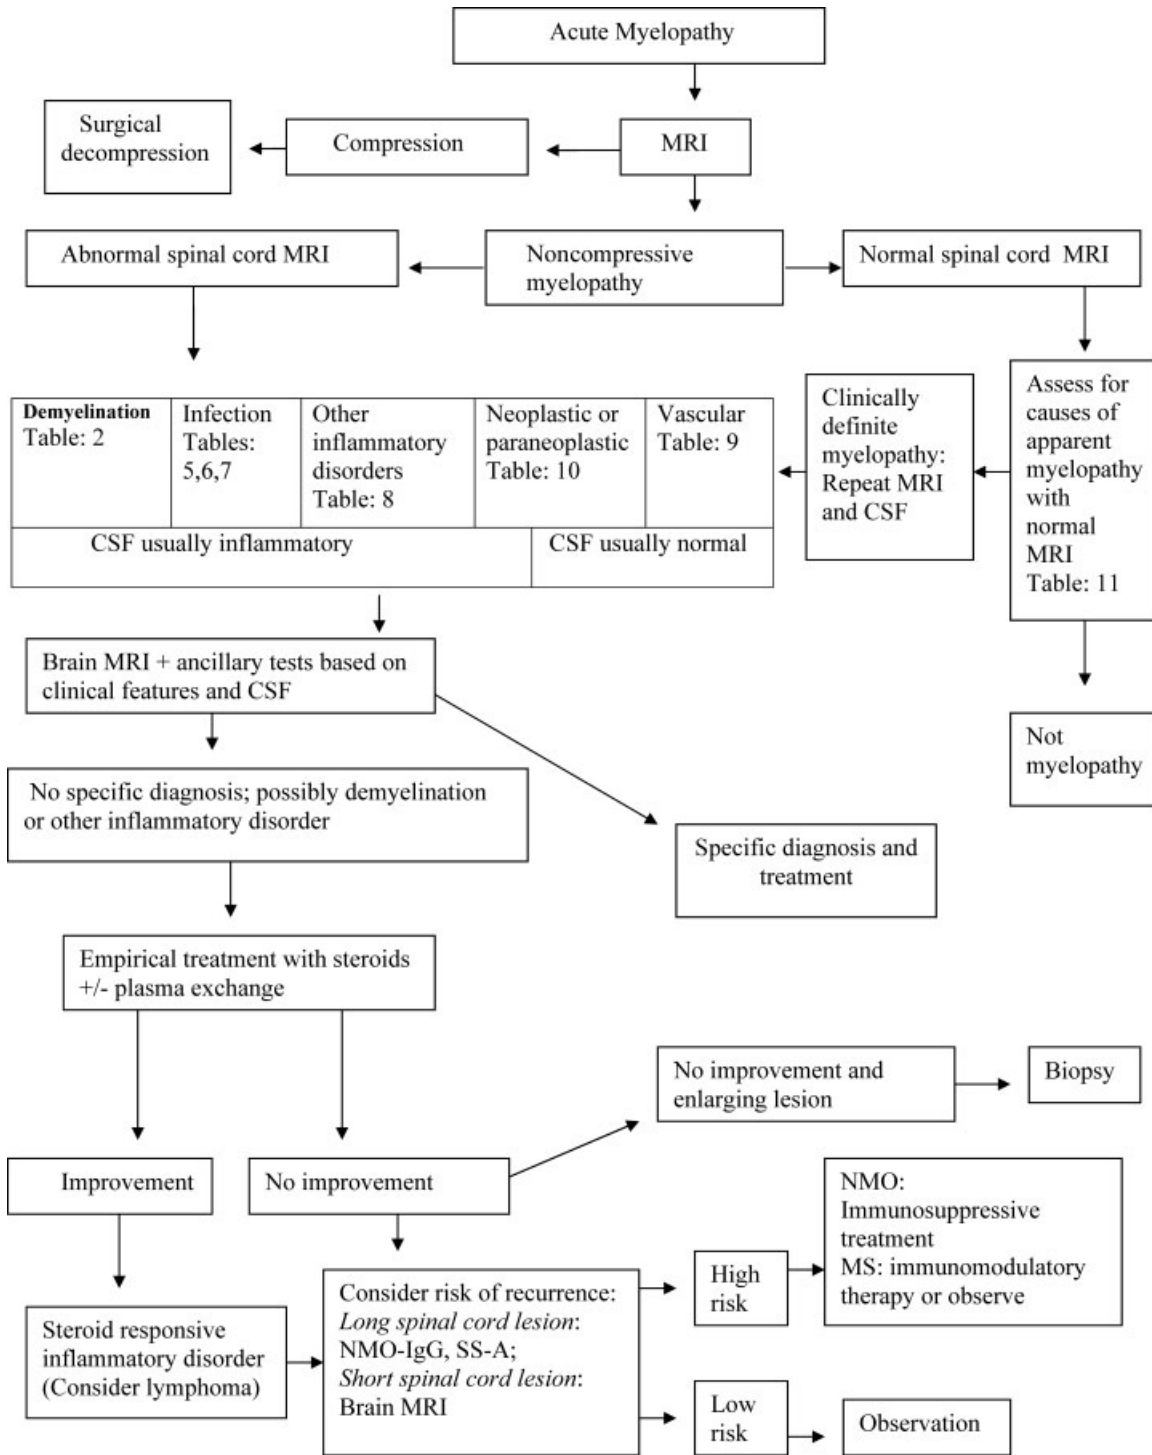 Acute Myelopathy
Surgical
decompression
Compression
MRI
Abnormal spinal cord MRI
Noncompressive
myelopathy
Normal spinal cord MRI
Demyelination
Table: 2
Infection
Tables:
5,6,7
Other
inflammatory
disorders
Table: 8
Neoplastic or
paraneoplastic
Table: 10
Vascular
Table: 9
CSF usually inflammatory
CSF usually normal
Clinically
definite
myelopathy:
Repeat MRI
and CSF
Assess for
causes of
apparent
myelopathy
with
normal
MRI
Table: 11
Brain MRI + ancillary tests based on
clinical features and CSF
Not
myelopathy
No specific diagnosis; possibly demyelination
or other inflammatory disorder
Specific diagnosis and
treatment
Empirical treatment with steroids
+/- plasma exchange
No improvement and
enlarging lesion
Biopsy
Improvement
No improvement
NMO:
Immunosuppressive
treatment
MS: immunomodulatory
therapy or observe
High
risk
Steroid responsive
inflammatory disorder
(Consider lymphoma)
Consider risk of recurrence:
Long spinal cord lesion:
NMO-IgG, SS-A;
Short spinal cord lesion:
Brain MRI
Low
risk
Observation